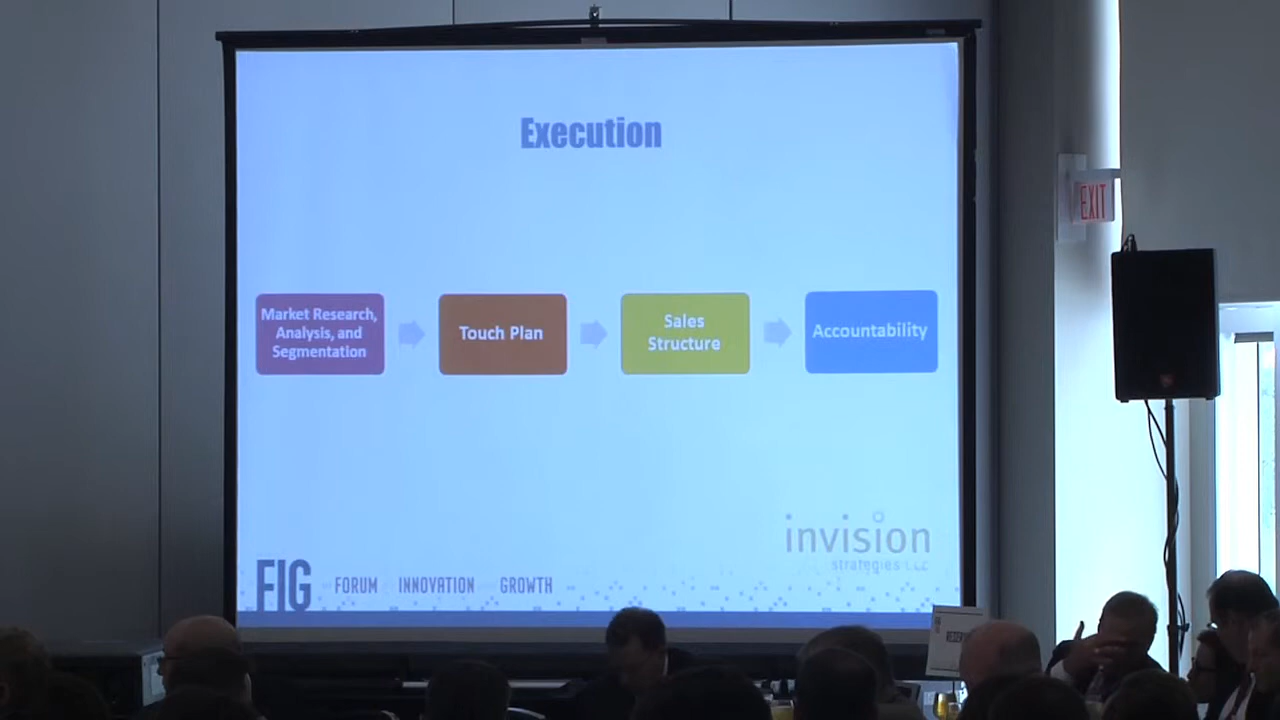 Execution
Market Research,
Analysis, and
Segmentation
Touch Plan
Sales
Structure
Accountability
invision
strategies LLC
FIG FORUM INNOVATION GROWTH
EXIT